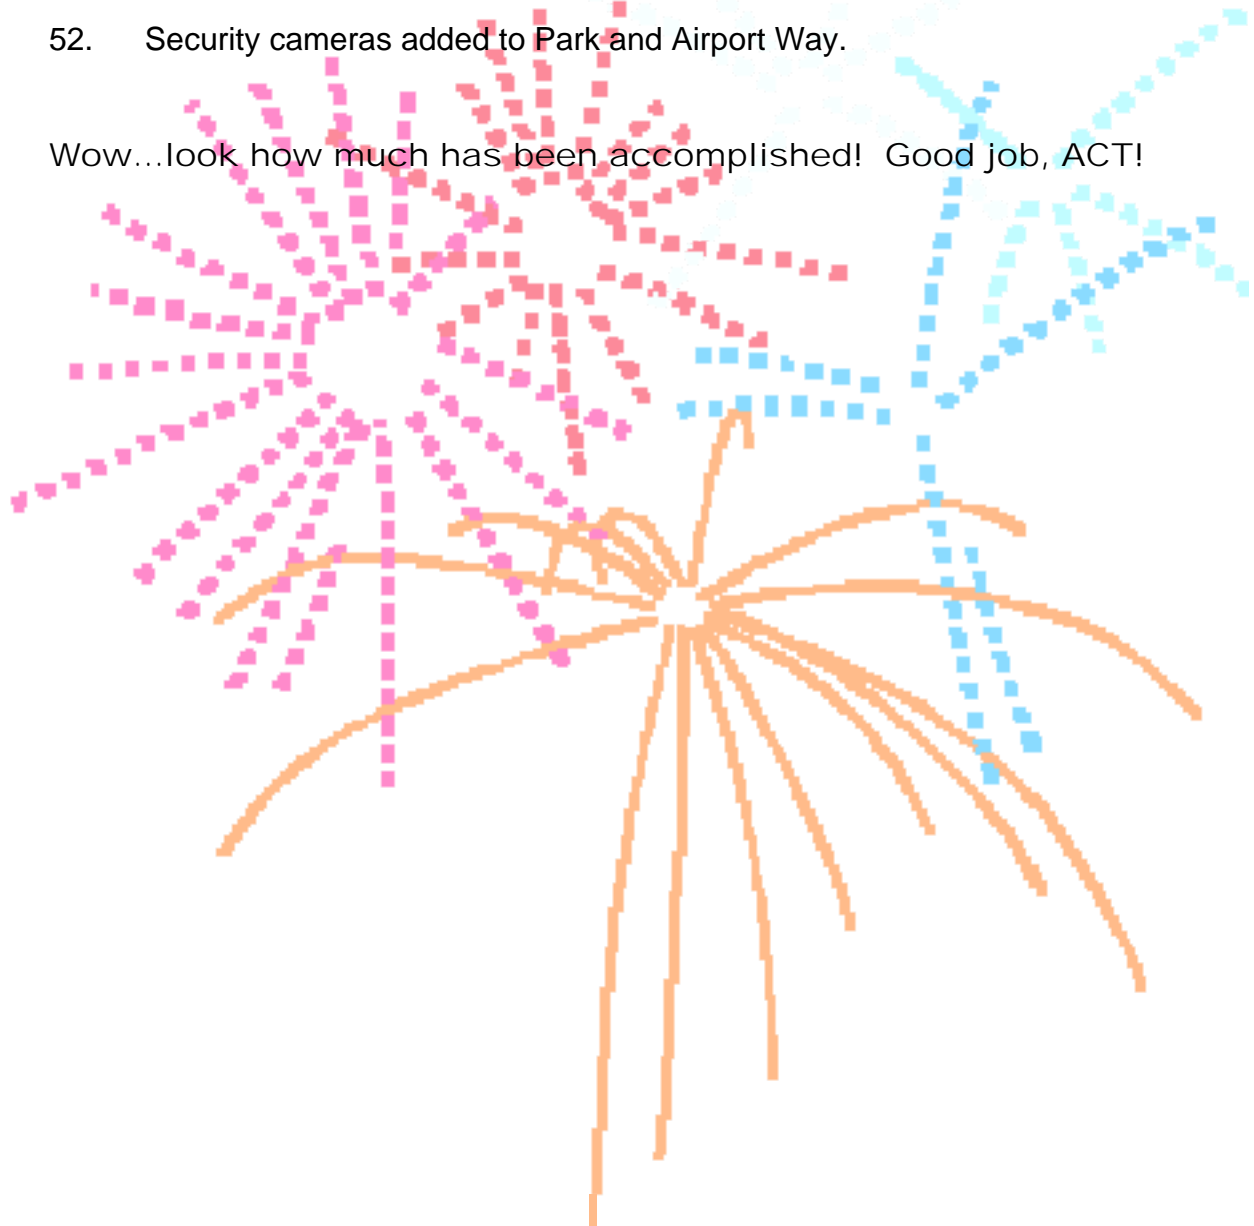 52. Security cameras added to Park and Airport Way.
Wow...look how much has been accomplished! Good job, ACT!